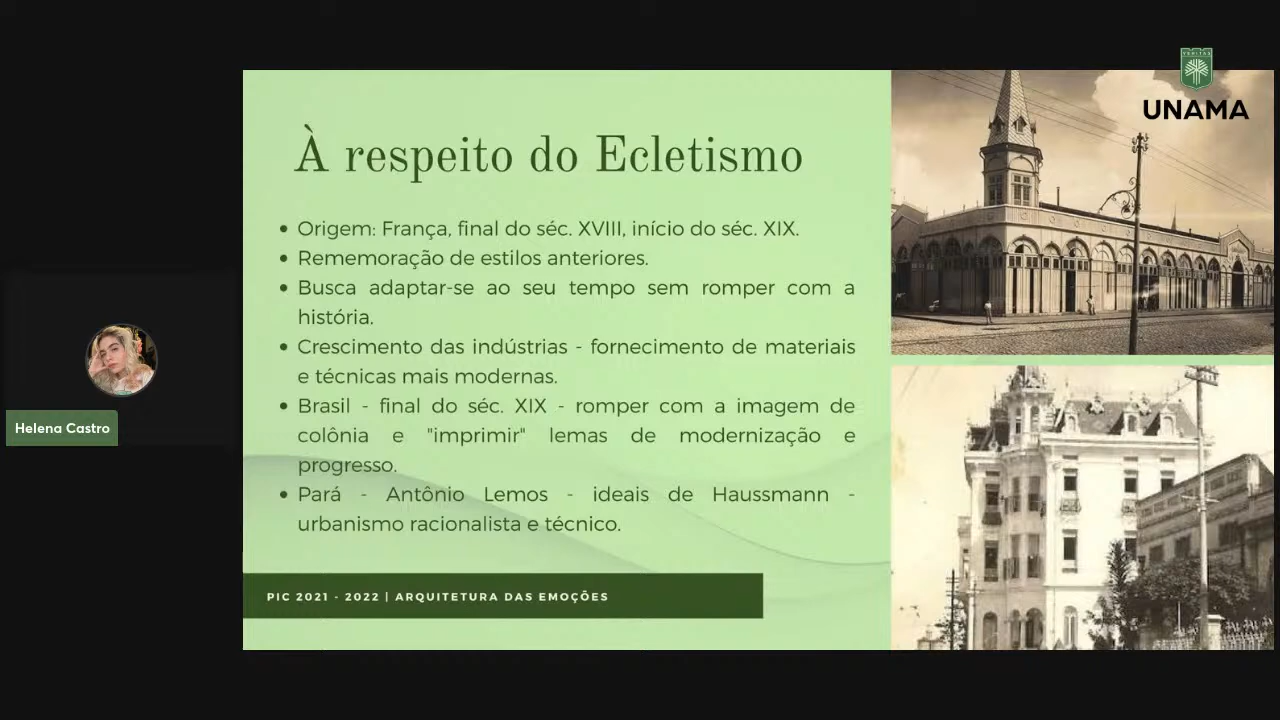 UNAMA
À respeito do Ecletismo
Origem: França, final do séc. XVIII, início do séc. XIX.
Rememoração de estilos anteriores.
Busca adaptar-se ao seu tempo sem romper com a
história.
Crescimento das indústrias - fornecimento de materiais
e técnicas mais modernas.
Brasil - final do séc. XIX - romper com a imagem de
colônia e "imprimir" lemas de modernização e
progresso.
Pará - Antônio Lemos - ideais de Haussmann -
urbanismo racionalista e técnico.
PIC 2021 - 2022 | ARQUITETURA DAS EMOÇÕES
Helena Castro